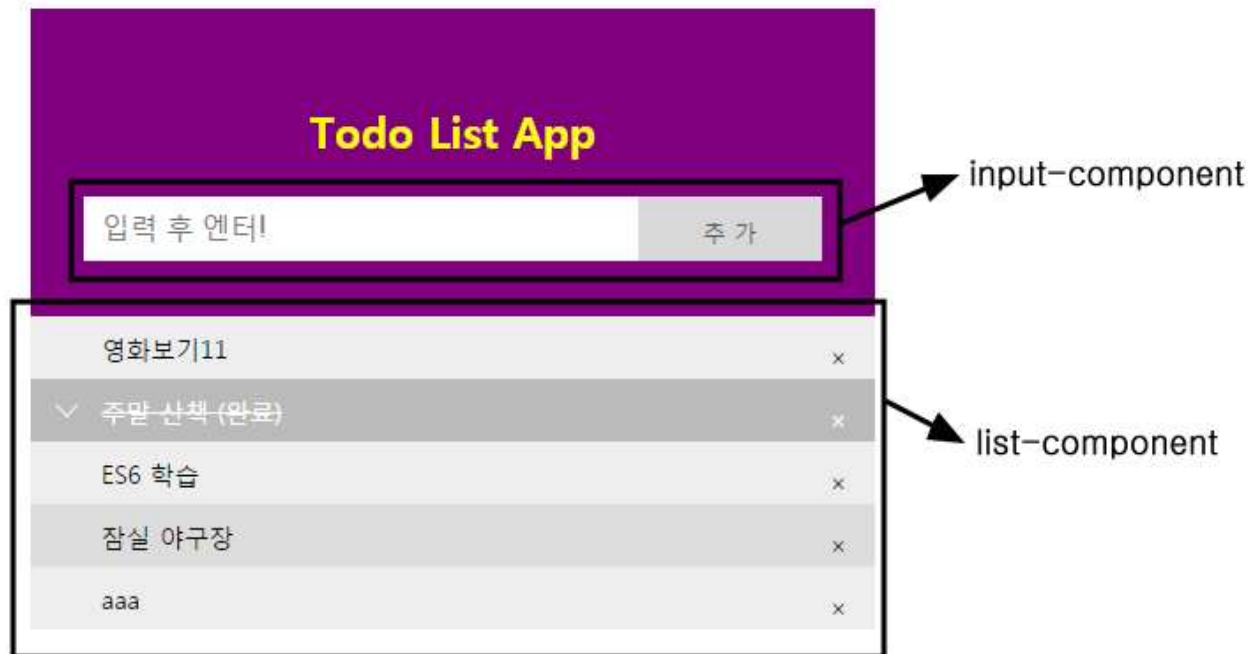 Todo List App
input-component
입력 후 엔터!
추 가
영화보기11
×
주말 산책 (완료)
×
list-component
ES6 학습
×
잠실 야구장
×
aaa
×